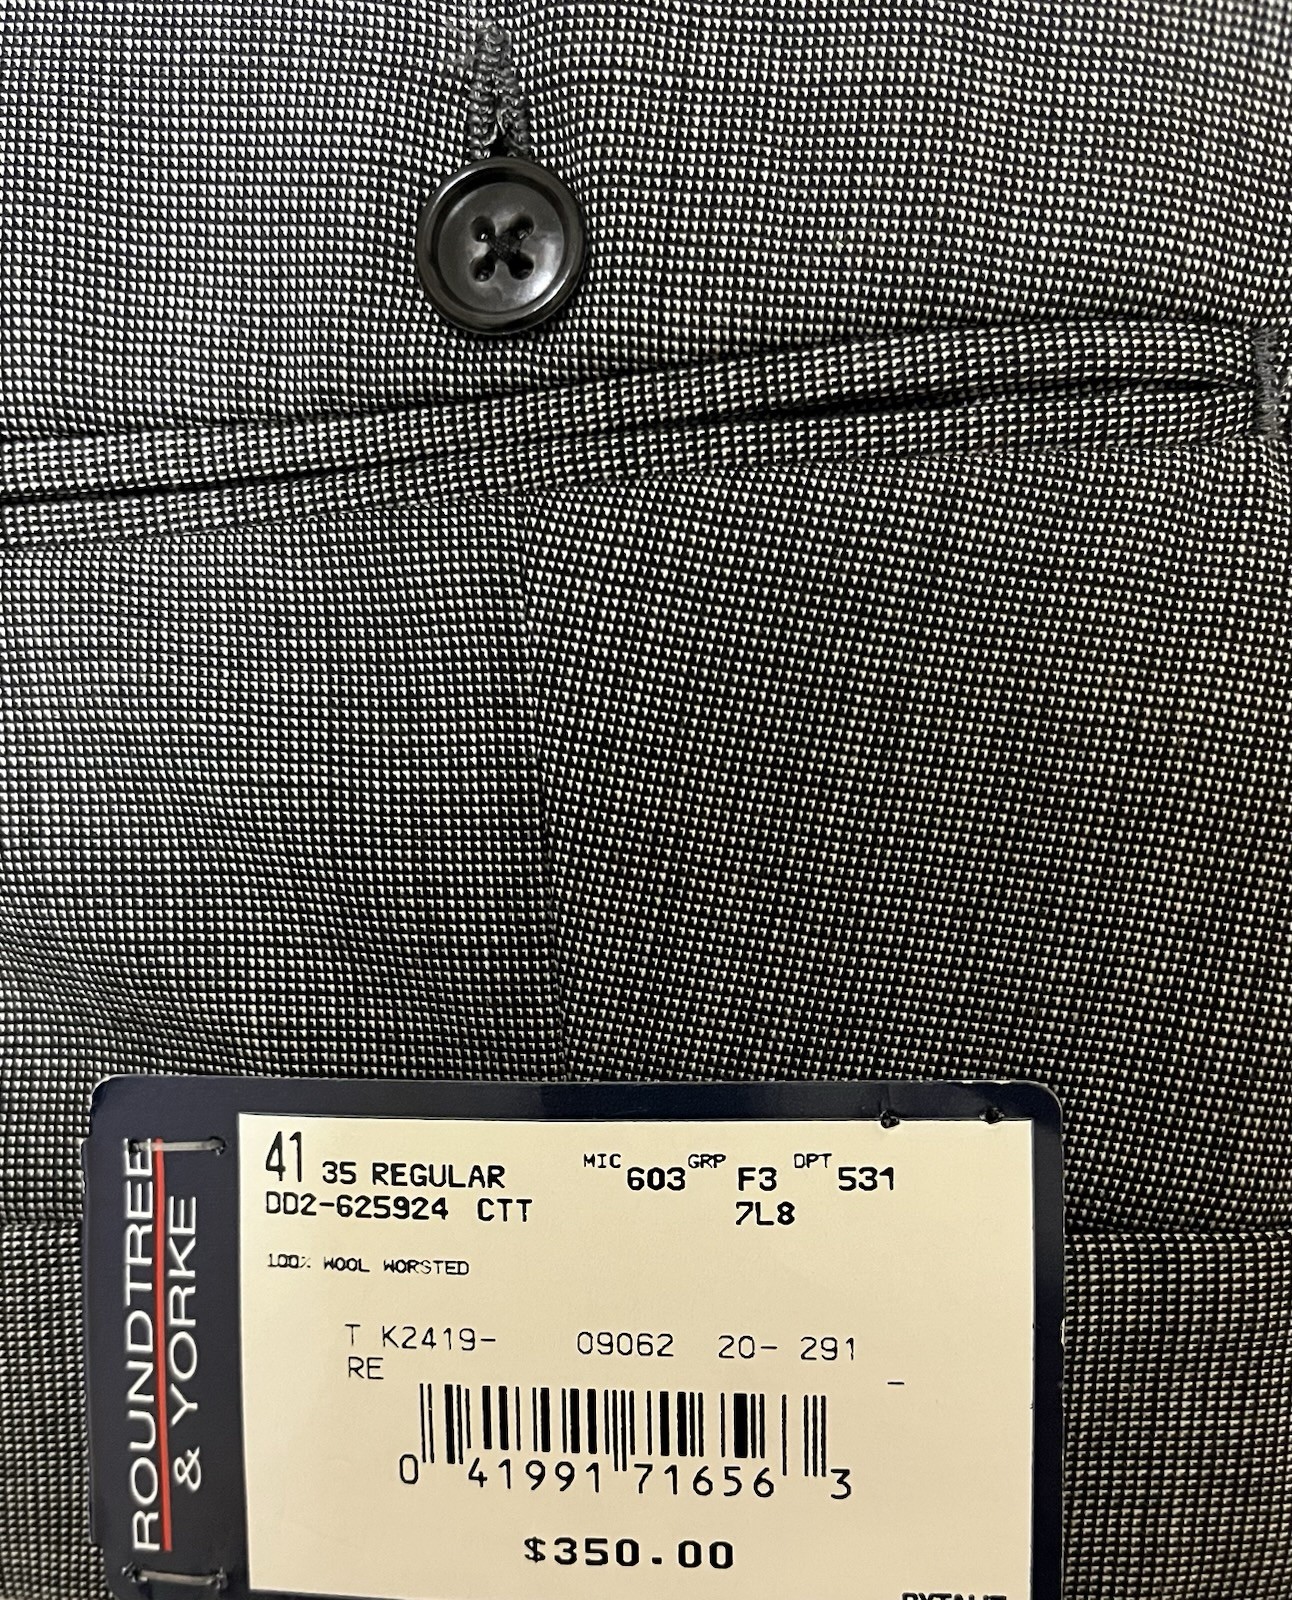 ROUNDTREE
& YORKE
41 35 REGULAR MIC 603 GRP F3 DPT 531
DD2-625924 CTT 7L8
100% WOOL WORSTED
T K2419- 09062 20- 291
RE _
0 41991 71656 3
$350.00